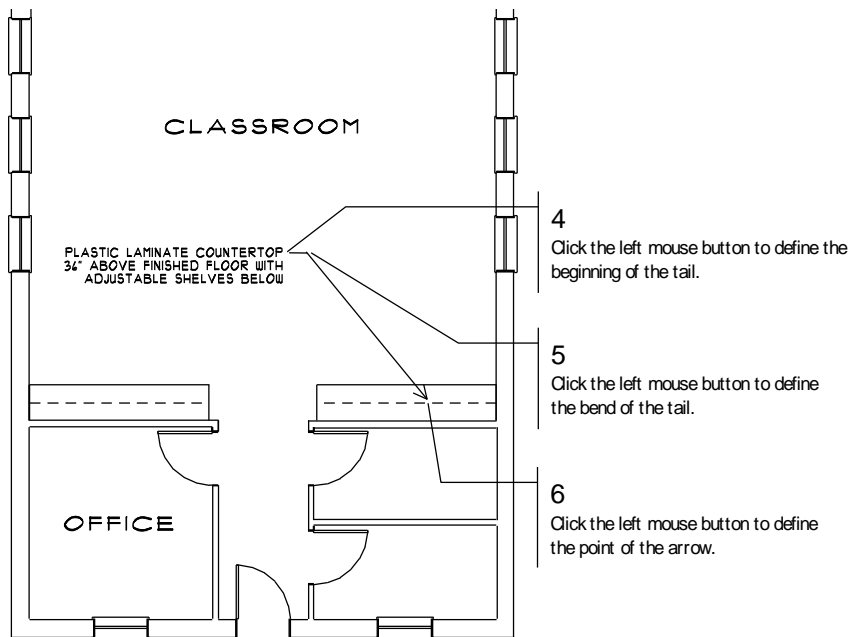 CLASSROOM
PLASTIC LAMINATE COUNTERTOP
36" ABOVE FINISHED FLOOR WITH
ADJUSTABLE SHELVES BELOW
OFFICE
4
Click the left mouse button to define the
beginning of the tail.
5
Click the left mouse button to define
the bend of the tail.
6
Click the left mouse button to define
the point of the arrow.